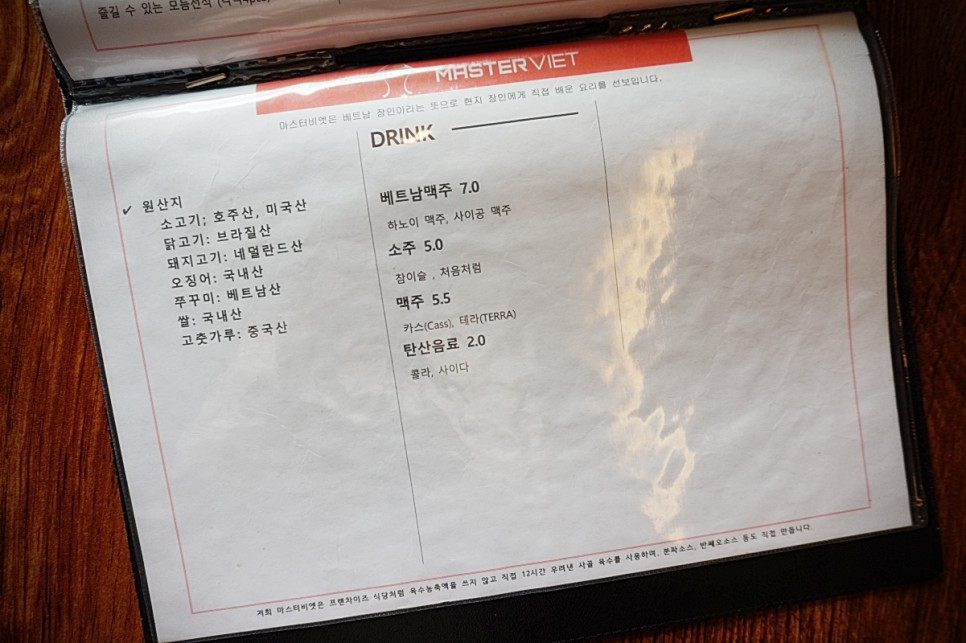 즐길 수 있는 모듬전식
MASTERVIET
마스터비엣은 베트남 장인이라는 뜻으로 현지 장인에게 직접 배운 요리를 선보입니다.
✓ 원산지
소고기; 호주산, 미국산
닭고기: 브라질산
돼지고기: 네덜란드산
오징어: 국내산
쭈꾸미: 베트남산
쌀: 국내산
고춧가루: 중국산
DRINK
베트남맥주 7.0
하노이 맥주, 사이공 맥주
소주 5.0
참이슬 , 처음처럼
맥주 5.5
카스(Cass), 테라(TERRA)
탄산음료 2.0
콜라, 사이다
저희 마스터비엣은 프랜차이즈 식당처럼 육수농축액을 쓰지 않고 직접 12시간 우려낸 사골 육수를 사용하며, 분짜소스, 반쎄오소스 등도 직접 만듭니다.